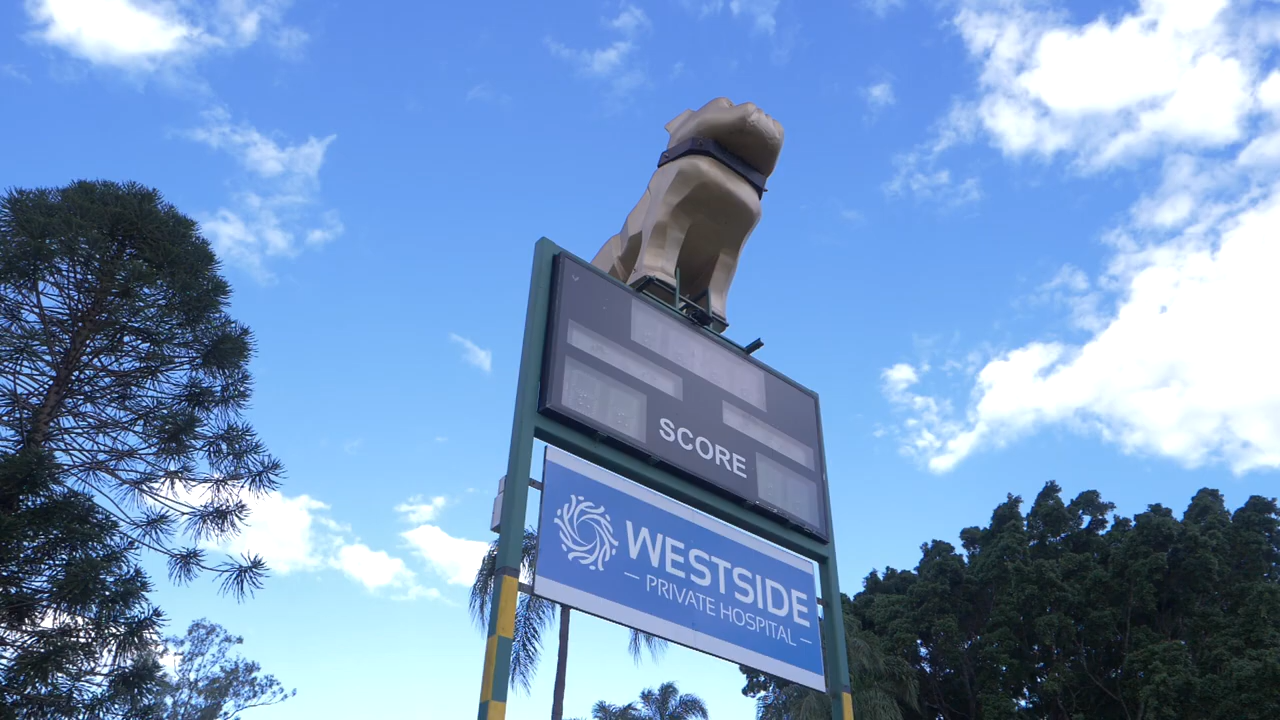 SCORE
WESTSIDE
— PRIVATE HOSPITAL —